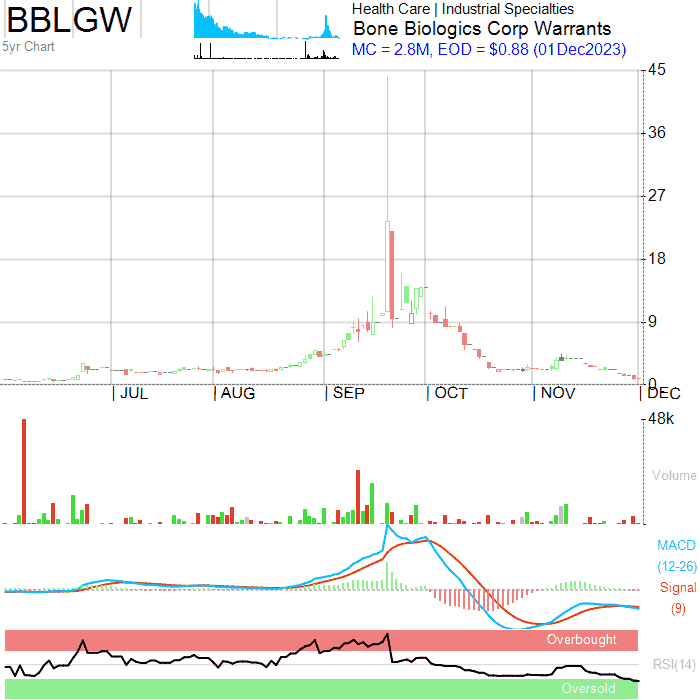 BBLGW
5yr Chart
Health Care | Industrial Specialties
Bone Biologics Corp Warrants
MC = 2.8M, EOD = $0.88 (01Dec2023)
45
36
27
18
9
0
JUL AUG SEP OCT NOV DEC
48k
Volume
MACD
(12-26)
Signal
(9)
Overbought
RSI(14)
Oversold